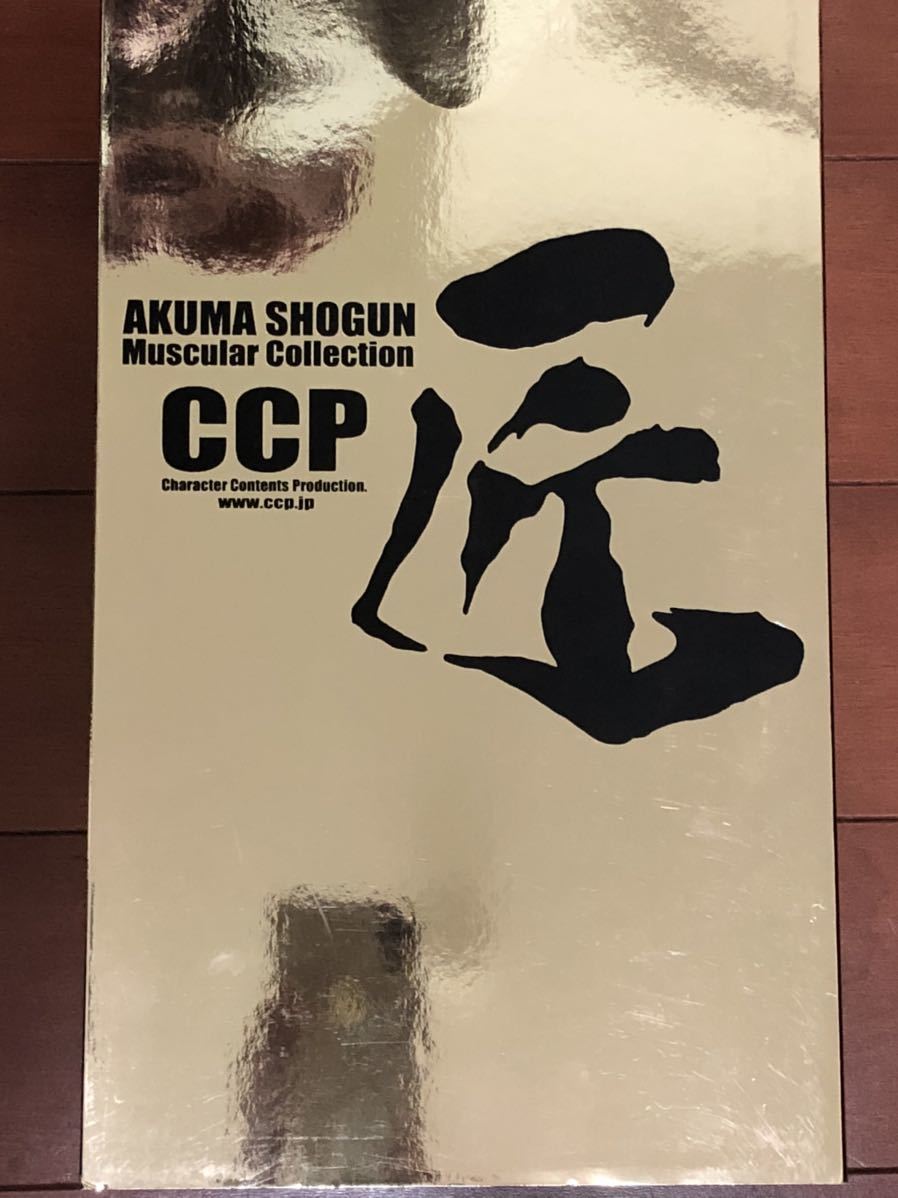 AKUMA SHOGUN
Muscular Collection
CCP
Character Contents Production.
www.ccp.jp
匠